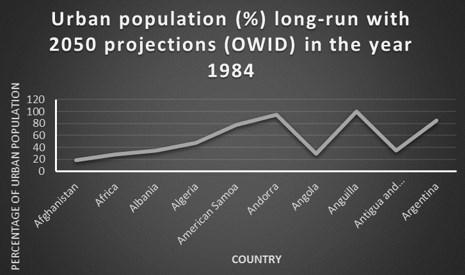 Urban population (%) long-run with
2050 projections (OWID) in the year
1984
PERCENTAGE OF URBAN POPULATION
120
100
80
60
40
20
0
Afghanistan
Africa
Albania
Algeria
American Samoa
Andorra
Angola
Anguilla
Antigua and...
Argentina
COUNTRY